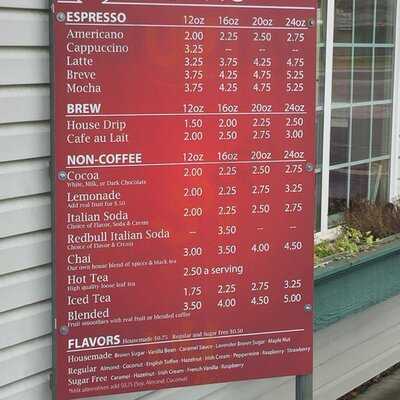 ESPRESSO 12oz 16oz 20oz 24oz
Americano 2.00 2.25 2.50 2.75
Cappuccino 3.25 -- -- --
Latte 3.25 3.75 4.25 4.75
Breve 3.75 4.25 4.75 5.25
Mocha 3.75 4.25 4.75 5.25
BREW 12oz 16oz 20oz 24oz
House Drip 1.50 2.00 2.25 2.50
Cafe au Lait 2.00 2.50 2.75 3.00
NON-COFFEE 12oz 16oz 20oz 24oz
Cocoa 2.00 2.25 2.50 2.75
White, Milk, or Dark Chocolate
Lemonade 2.00 2.25 2.75 3.25
Add real fruit for $.50
Italian Soda 2.00 2.25 2.50 2.75
Choice of Flavor, Soda & Cream
Redbull Italian Soda -- 3.50 -- --
Choice of Flavor & Cream
Chai 3.00 3.50 4.00 4.50
Our own house blend of spices & black tea
Hot Tea 2.50 a serving
High quality loose leaf tea
Iced Tea 1.75 2.25 2.75 3.25
Blended 3.50 4.00 4.50 5.00
Fruit smoothies with real fruit or blended coffee
FLAVORS Housemade $0.75 Regular and Sugar Free $0.50
Housemade Brown Sugar · Vanilla Bean · Caramel Sauce · Lavender Brown Sugar · Maple Nut
Regular Almond · Coconut · English Toffee · Hazelnut · Irish Cream · Peppermint · Raspberry · Strawberry
Sugar Free Caramel · Hazelnut · Irish Cream · French Vanilla · Raspberry
Milk alternatives add $0.75 (Soy, Almond, Coconut)